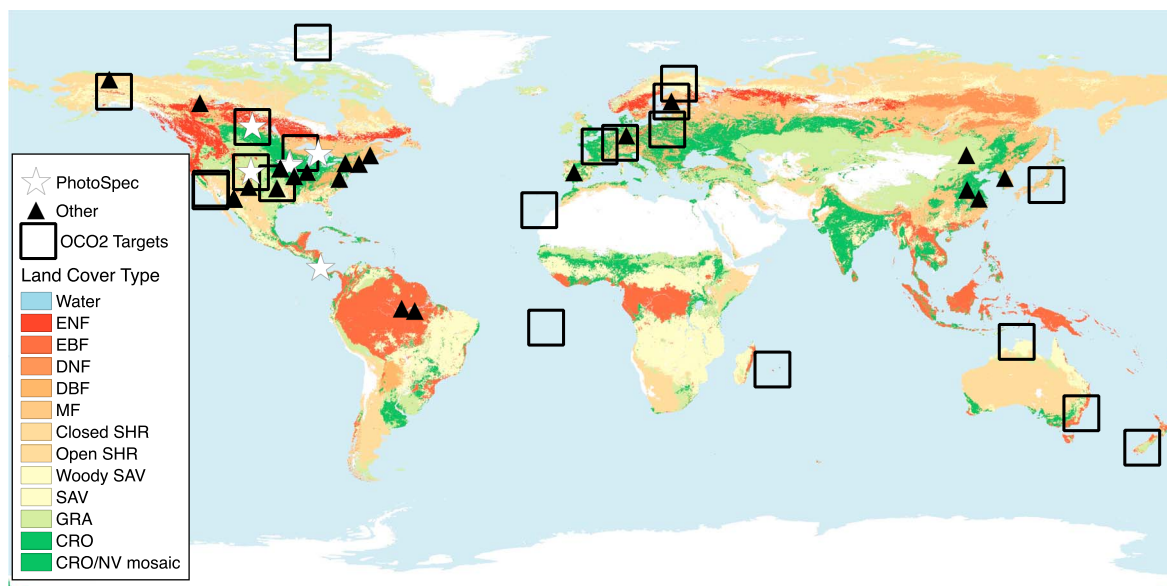 PhotoSpec
Other
OCO2 Targets
Land Cover Type
Water
ENF
EBF
DNF
DBF
MF
Closed SHR
Open SHR
Woody SAV
SAV
GRA
CRO
CRO/NV mosaic